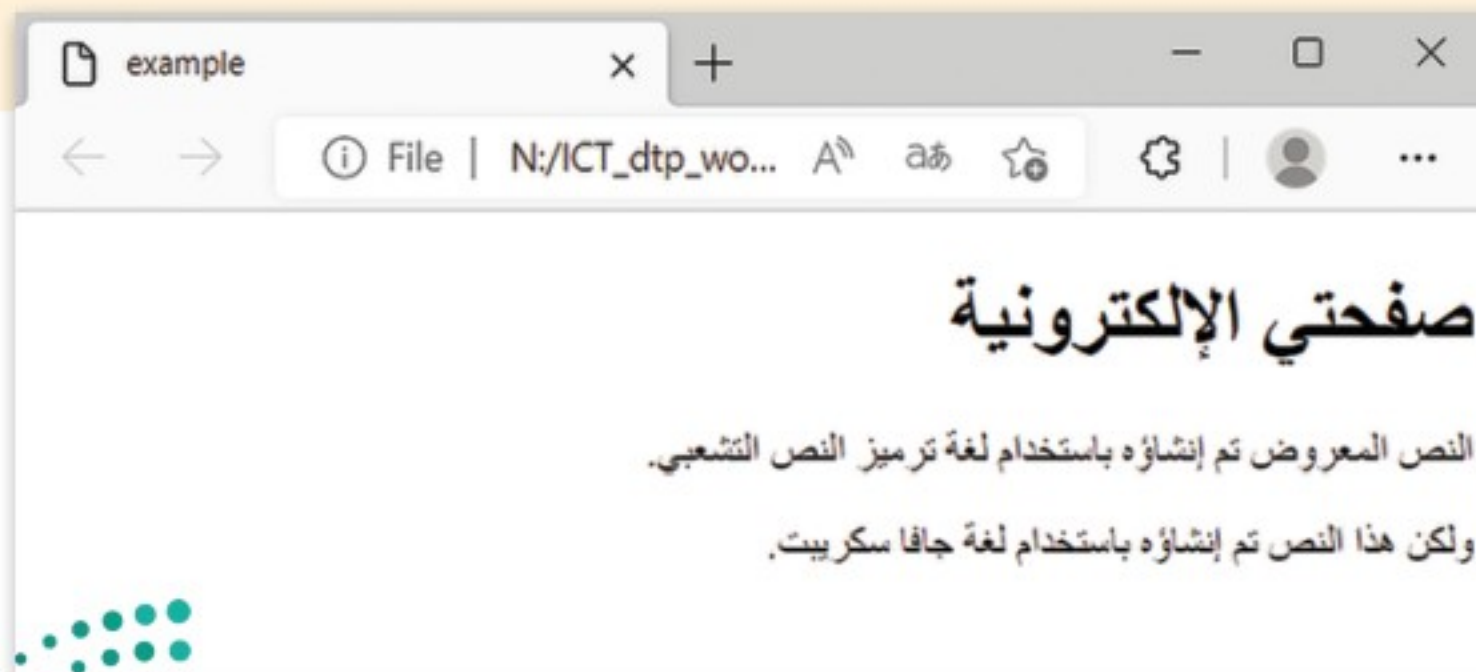 example
File | N:/ICT_dtp_wo...
صفحتي الإلكترونية
النص المعروض تم إنشاؤه باستخدام لغة ترميز النص التشعبي.
ولكن هذا النص تم إنشاؤه باستخدام لغة جافا سكريبت.